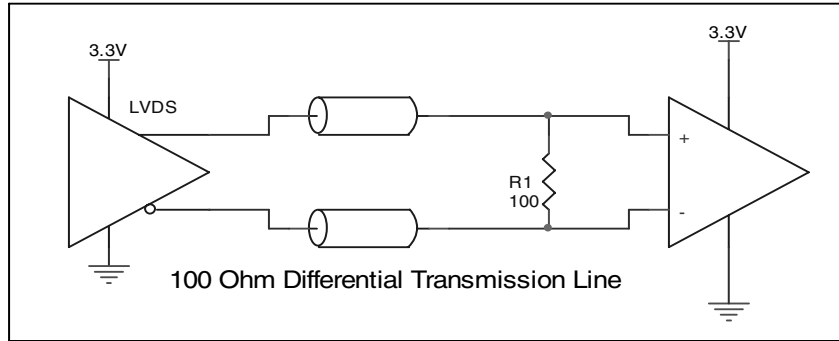 3.3V
3.3V
LVDS
+
R1
100
-
100 Ohm Differential Transmission Line